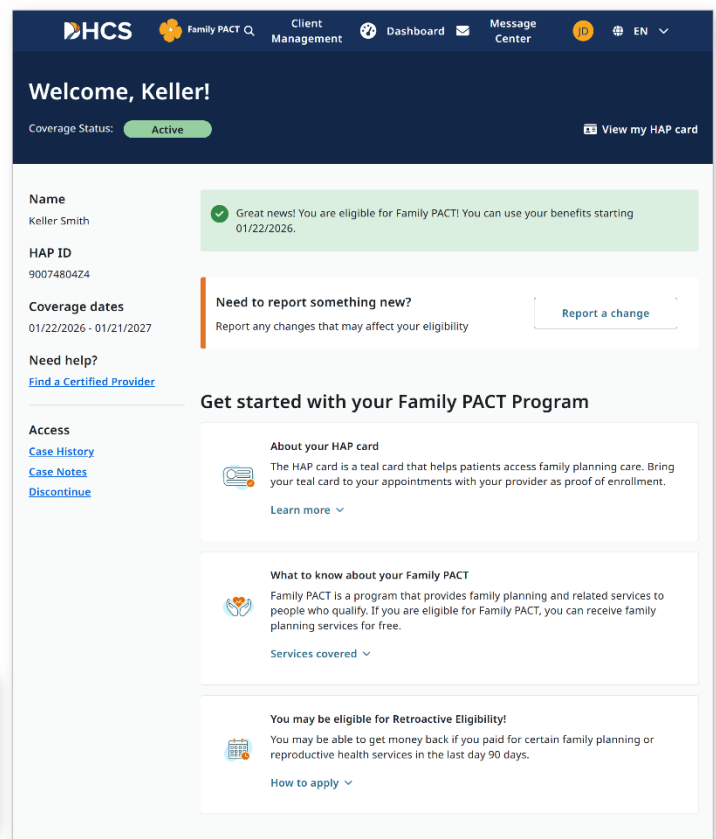 DHCS
Family PACT
Client
Management
Dashboard
Message
Center
JD
EN
Welcome, Keller!
Coverage Status:
Active
View my HAP card
Name
Keller Smith
HAP ID
90074804Z4
Coverage dates
01/22/2026 - 01/21/2027
Need help?
Find a Certified Provider
Access
Case History
Case Notes
Discontinue
Great news! You are eligible for Family PACT! You can use your benefits starting
01/22/2026.
Need to report something new?
Report any changes that may affect your eligibility
Report a change
Get started with your Family PACT Program
About your HAP card
The HAP card is a teal card that helps patients access family planning care. Bring
your teal card to your appointments with your provider as proof of enrollment.
Learn more
What to know about your Family PACT
Family PACT is a program that provides family planning and related services to
people who qualify. If you are eligible for Family PACT, you can receive family
planning services for free.
Services covered
You may be eligible for Retroactive Eligibility!
You may be able to get money back if you paid for certain family planning or
reproductive health services in the last day 90 days.
How to apply